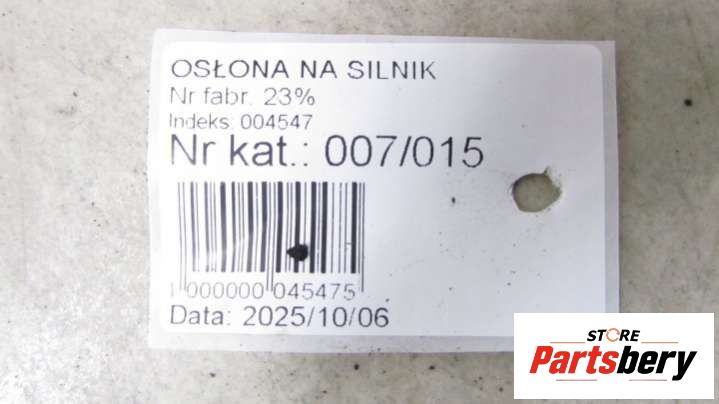 OSŁONA NA SILNIK
Nr fabr. 23%
Indeks: 004547
Nr kat.: 007/015
1 000000 045475
Data: 2025/10/06
STORE
Partsbery